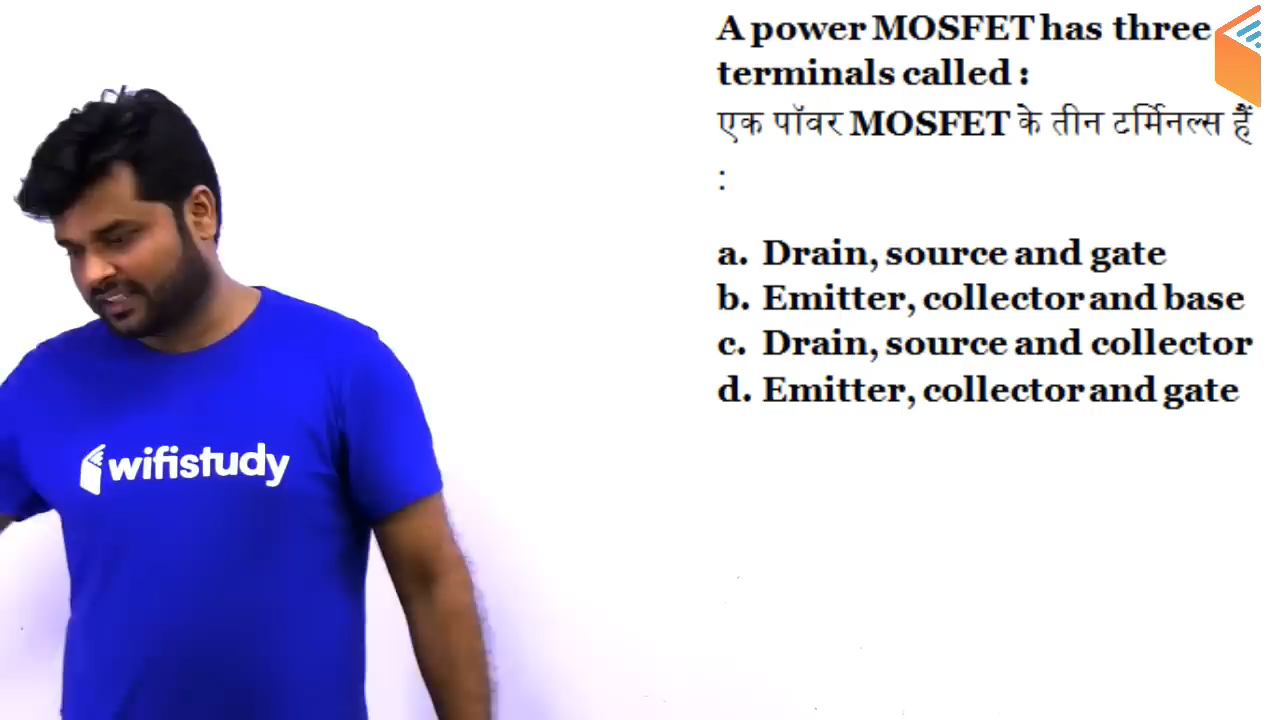 A power MOSFET has three
terminals called :
एक पॉवर MOSFET के तीन टर्मिनल्स हैं
:
a. Drain, source and gate
b. Emitter, collector and base
c. Drain, source and collector
d. Emitter, collector and gate
wifistudy